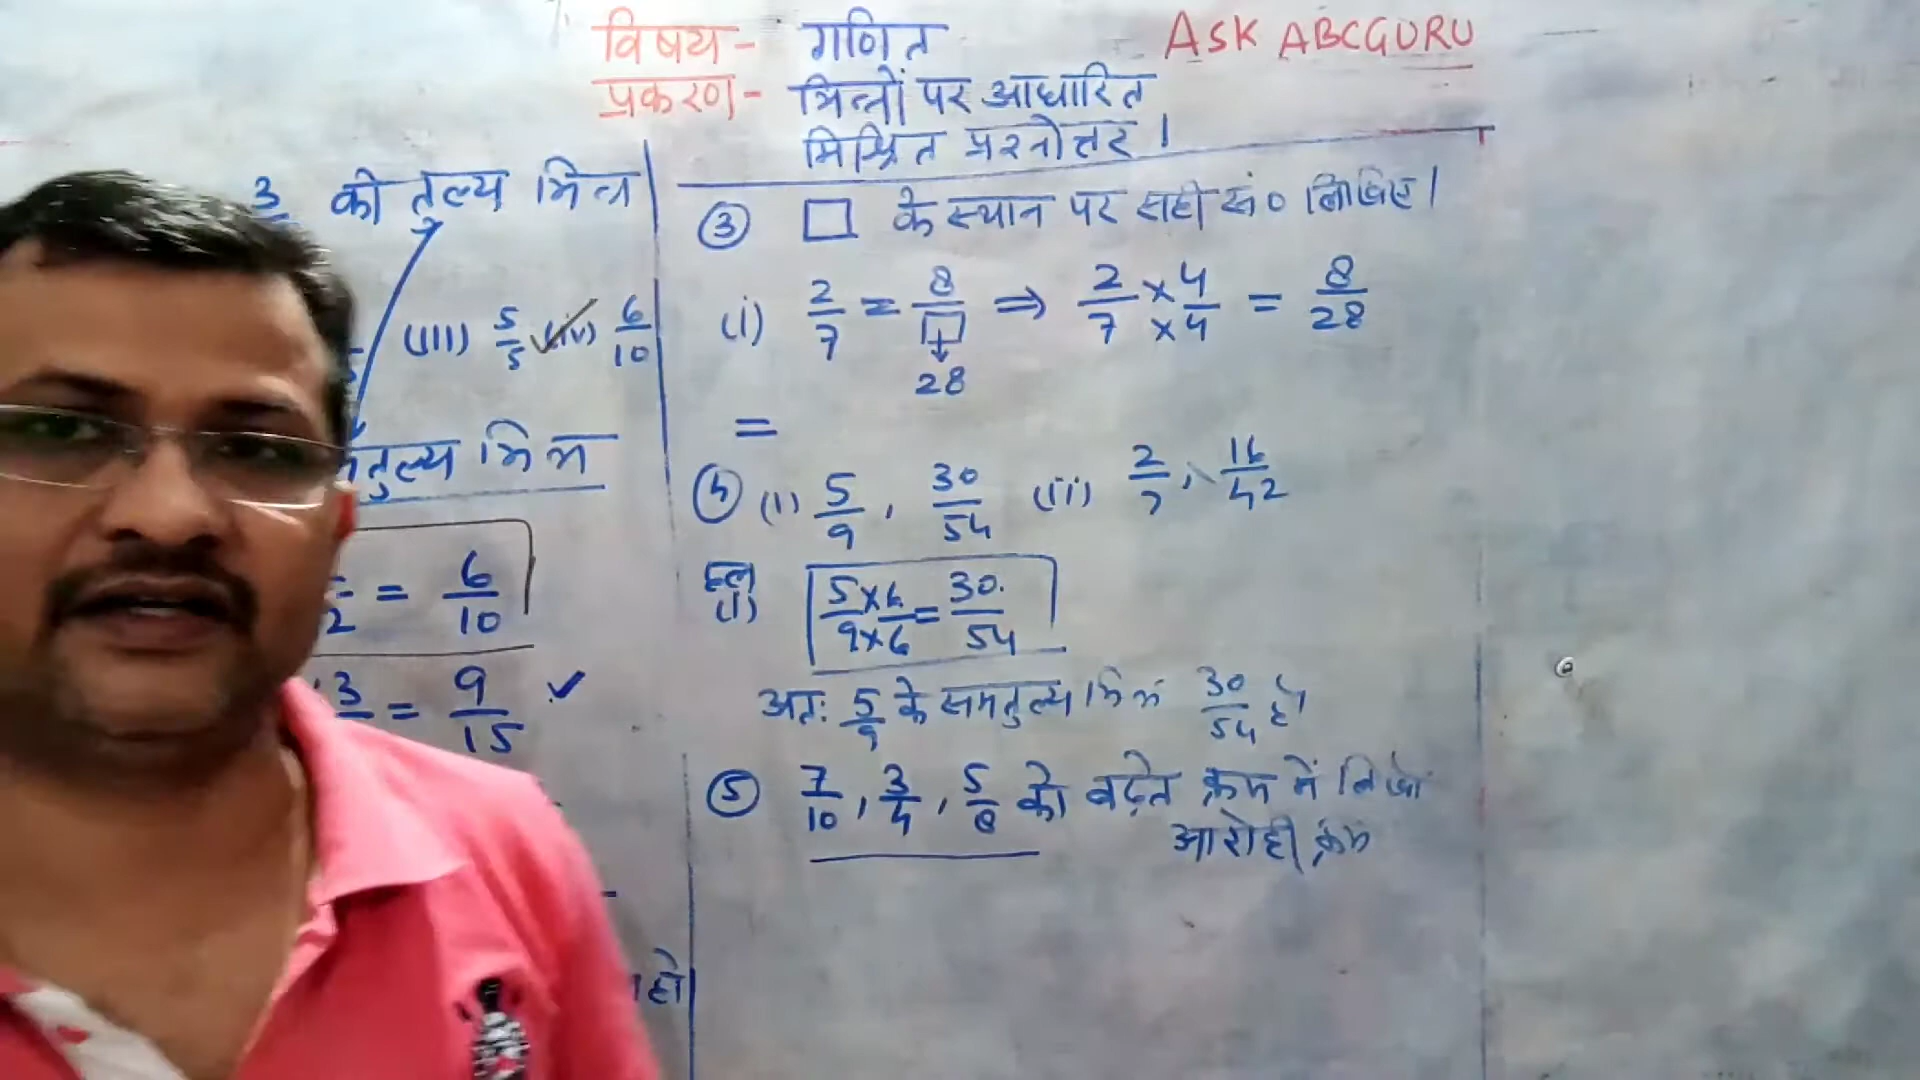 विषय - गणित ASK ABCGURU
प्रकरण - भिन्नों पर आधारित
मिश्रित प्रश्नोत्तर।
3 की तुल्य भिन्न
(iii) 5/5 (iv) 6/10
तुल्य भिन्न
2 = 6/10
3 = 9/15 ✓
हो
③ □ के स्थान पर सही सं० लिखिए।
(i) 2/7 = 8/□ ⇒ 2/7 × 4/× 4 = 8/28
28
=
④ (i) 5/9 , 30/54 (ii) 2/7 , 16/42
हल
(i) 5×6/9×6 = 30/54
अतः 5/9 के समतुल्य भिन्न 30/54 है।
⑤ 7/10 , 3/4 , 5/8 को बढ़ते क्रम में लिखो
आरोही क्रम